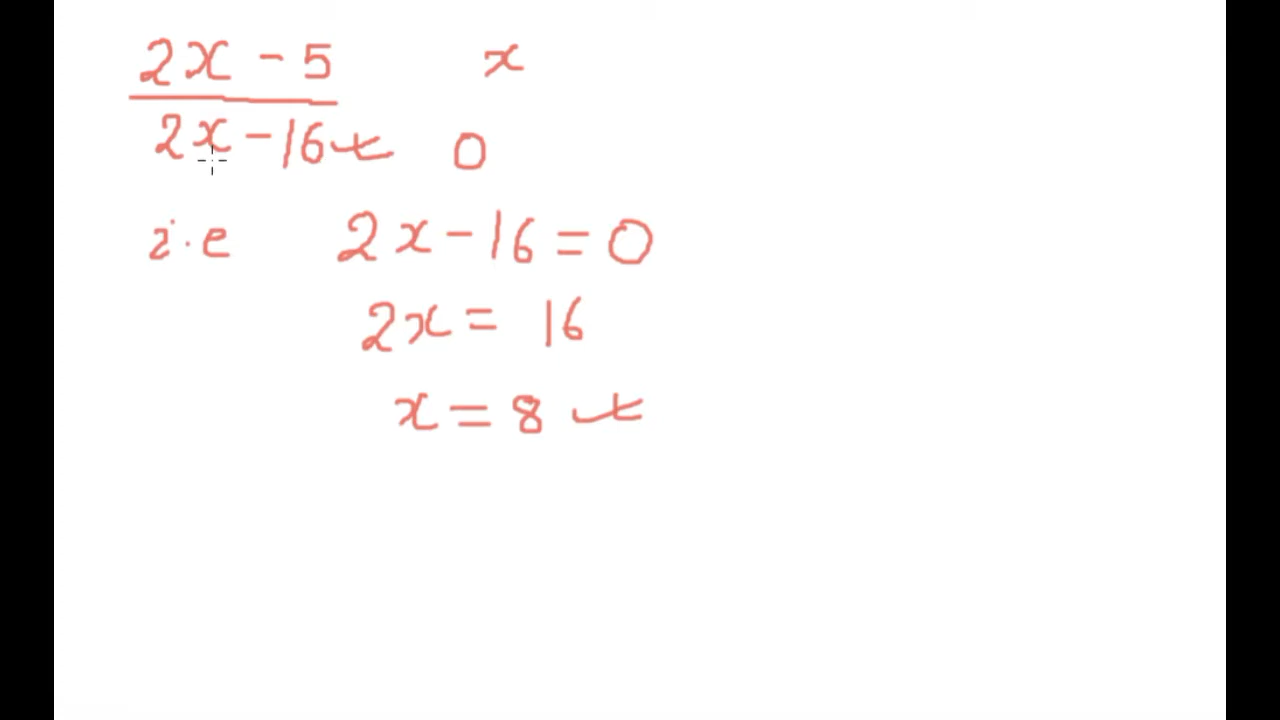 2x - 5 x
2x - 16 0
i.e 2x - 16 = 0
2x = 16
x = 8